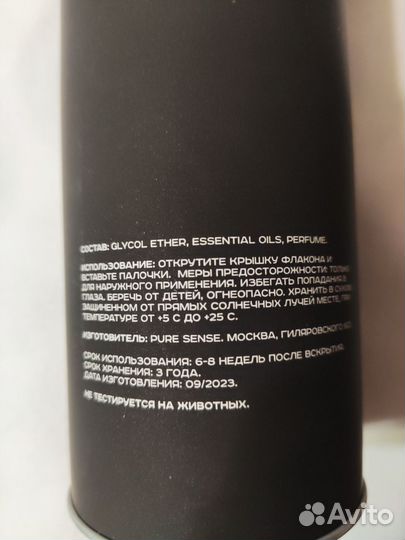 СОСТАВ: GLYCOL ETHER, ESSENTIAL OILS, PERFUME.
ИСПОЛЬЗОВАНИЕ: ОТКРУТИТЕ КРЫШКУ ФЛАКОНА И
ВСТАВЬТЕ ПАЛОЧКИ. МЕРЫ ПРЕДОСТОРОЖНОСТИ: ТОЛЬКО
ДЛЯ НАРУЖНОГО ПРИМЕНЕНИЯ. ИЗБЕГАТЬ ПОПАДАНИЯ В
ГЛАЗА. БЕРЕЧЬ ОТ ДЕТЕЙ, ОГНЕОПАСНО. ХРАНИТЬ В СУХОМ,
ЗАЩИЩЕННОМ ОТ ПРЯМЫХ СОЛНЕЧНЫХ ЛУЧЕЙ МЕСТЕ, ПРИ
ТЕМПЕРАТУРЕ ОТ +5 С ДО +25 С.
ИЗГОТОВИТЕЛЬ: PURE SENSE. МОСКВА, ГИЛЯРОВСКОГО
СРОК ИСПОЛЬЗОВАНИЯ: 6-8 НЕДЕЛЬ ПОСЛЕ ВСКРЫТИЯ.
СРОК ХРАНЕНИЯ: 3 ГОДА.
ДАТА ИЗГОТОВЛЕНИЯ: 09/2023.
НЕ ТЕСТИРУЕТСЯ НА ЖИВОТНЫХ.
Avito